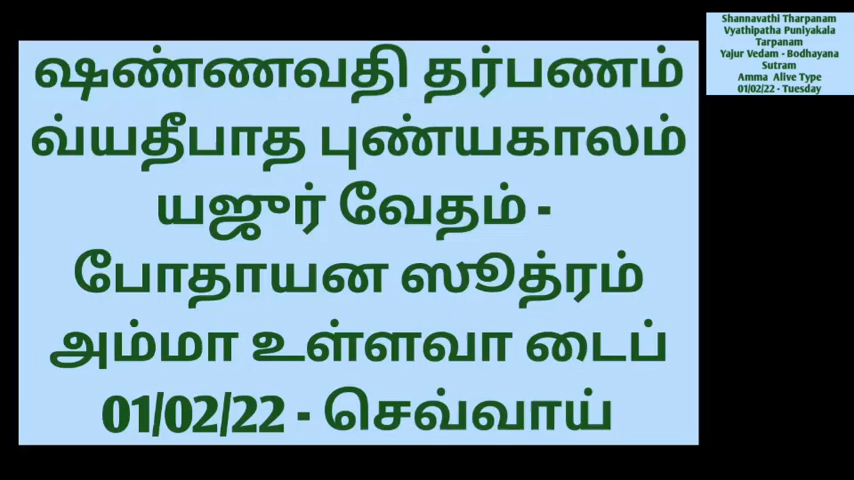 ஷண்ணவதி தர்பணம்
வ்யதீபாத புண்யகாலம்
யஜுர் வேதம் -
போதாயன ஸூத்ரம்
அம்மா உள்ளவா டைப்
01/02/22 - செவ்வாய்
Shannavathi Tharpanam
Vyathipatha Puniyakala
Tarpanam
Yajur Vedam - Bodhayana
Sutram
Amma Alive Type
01/02/22 - Tuesday